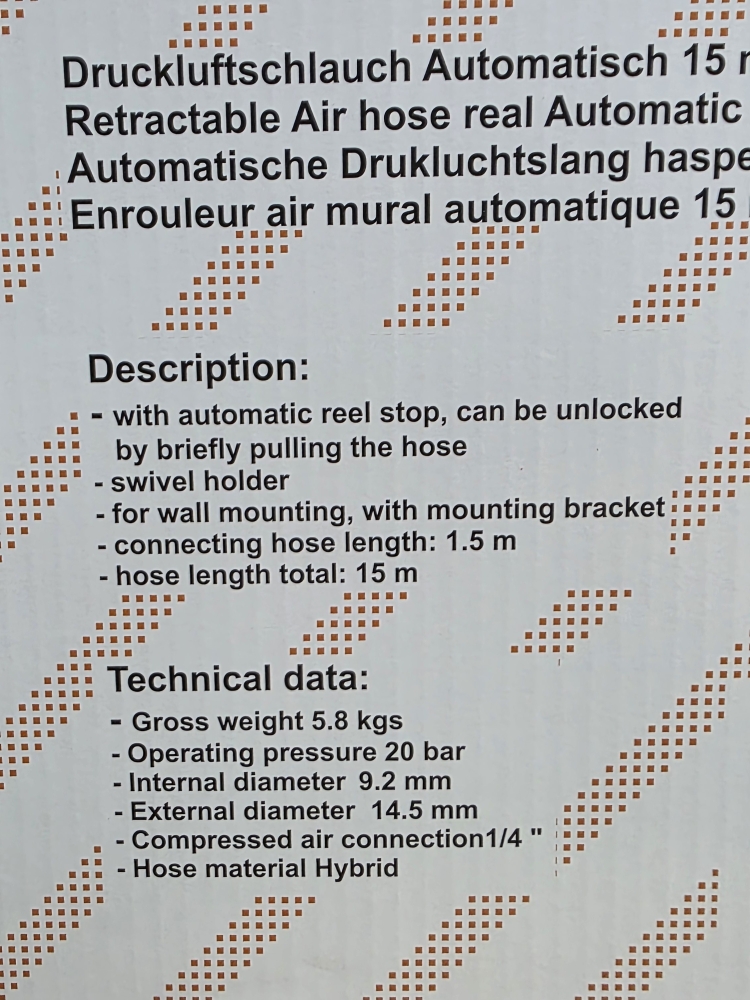 Druckluftschlauch Automatisch 15
Retractable Air hose real Automatic
Automatische Drukluchtslang haspe
Enrouleur air mural automatique 15
Description:
- with automatic reel stop, can be unlocked
by briefly pulling the hose
- swivel holder
- for wall mounting, with mounting bracket
- connecting hose length: 1.5 m
- hose length total: 15 m
Technical data:
- Gross weight 5.8 kgs
- Operating pressure 20 bar
- Internal diameter 9.2 mm
- External diameter 14.5 mm
- Compressed air connection1/4 "
- Hose material Hybrid